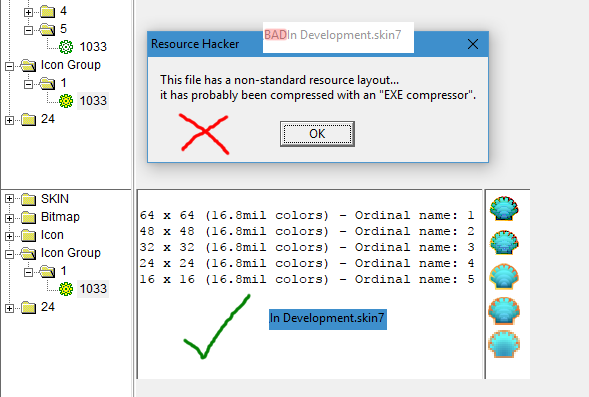 4
5
1033
Icon Group
1
1033
24
BADIn Development.skin7
Resource Hacker
This file has a non-standard resource layout...
it has probably been compressed with an "EXE compressor".
OK
SKIN
Bitmap
Icon
Icon Group
1
1033
24
64 x 64 (16.8mil colors) - Ordinal name: 1
48 x 48 (16.8mil colors) - Ordinal name: 2
32 x 32 (16.8mil colors) - Ordinal name: 3
24 x 24 (16.8mil colors) - Ordinal name: 4
16 x 16 (16.8mil colors) - Ordinal name: 5
In Development.skin7